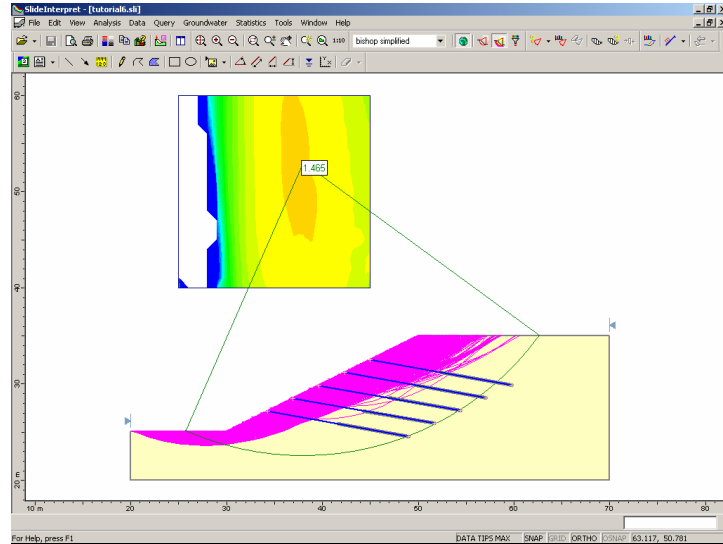 SlideInterpret - [tutorial6.sli]
File Edit View Analysis Data Query Groundwater Statistics Tools Window Help
1:10 bishop simplified
60
50
40
30
20
m
1.465
10 m 20 30 40 50 60 70 80
For Help, press F1 DATA TIPS MAX SNAP GRID ORTHO OSNAP 63.117, 50.781